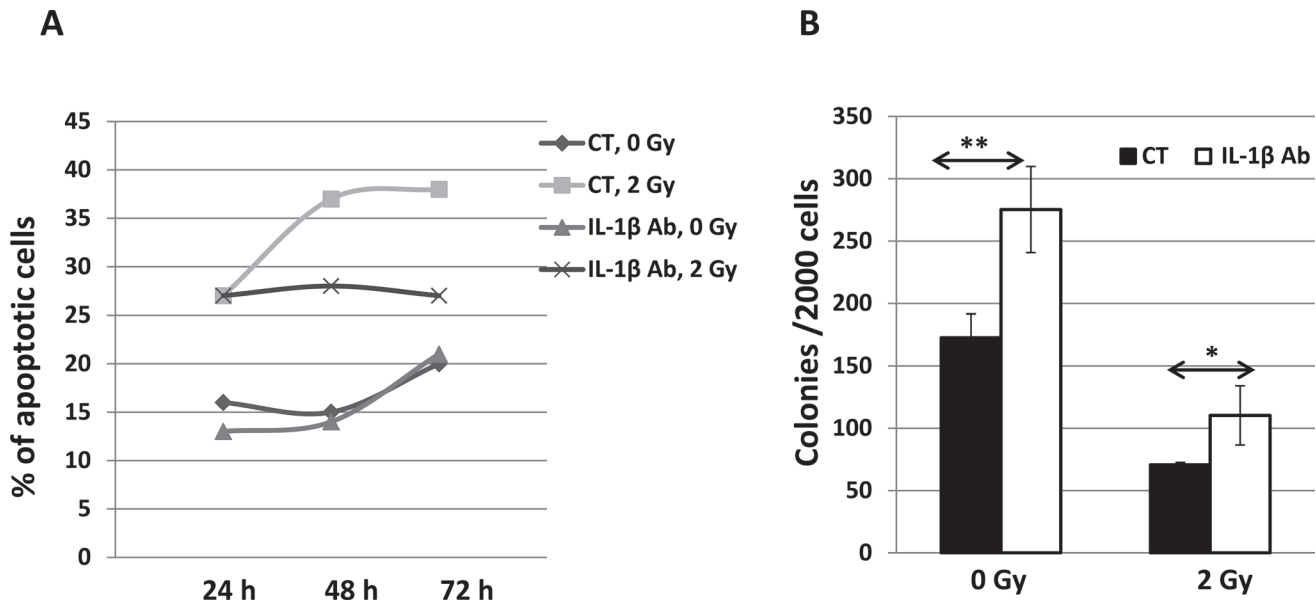 A
% of apoptotic cells
45
40
35
30
25
20
15
10
5
0
24 h 48 h 72 h
CT, 0 Gy
CT, 2 Gy
IL-1β Ab, 0 Gy
IL-1β Ab, 2 Gy
B
Colonies /2000 cells
350
300
250
200
150
100
50
0
**
*
CT IL-1β Ab
0 Gy 2 Gy